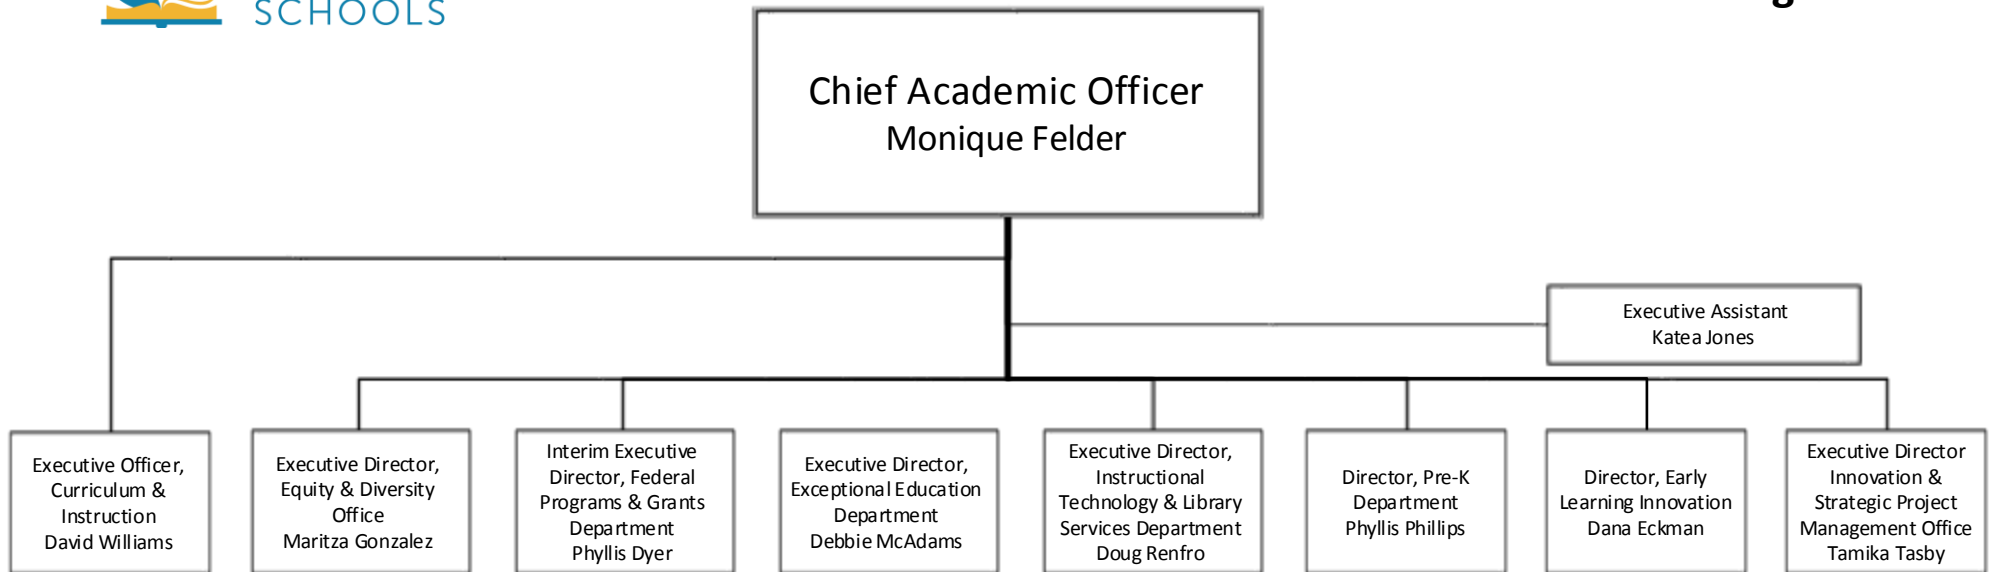 SCHOOLS
Chief Academic Officer
Monique Felder
Executive Assistant
Katea Jones
Executive Officer,
Curriculum &
Instruction
David Williams
Executive Director,
Equity & Diversity
Office
Maritza Gonzalez
Interim Executive
Director, Federal
Programs & Grants
Department
Phyllis Dyer
Executive Director,
Exceptional Education
Department
Debbie McAdams
Executive Director,
Instructional
Technology & Library
Services Department
Doug Renfro
Director, Pre-K
Department
Phyllis Phillips
Director, Early
Learning Innovation
Dana Eckman
Executive Director
Innovation &
Strategic Project
Management Office
Tamika Tasby